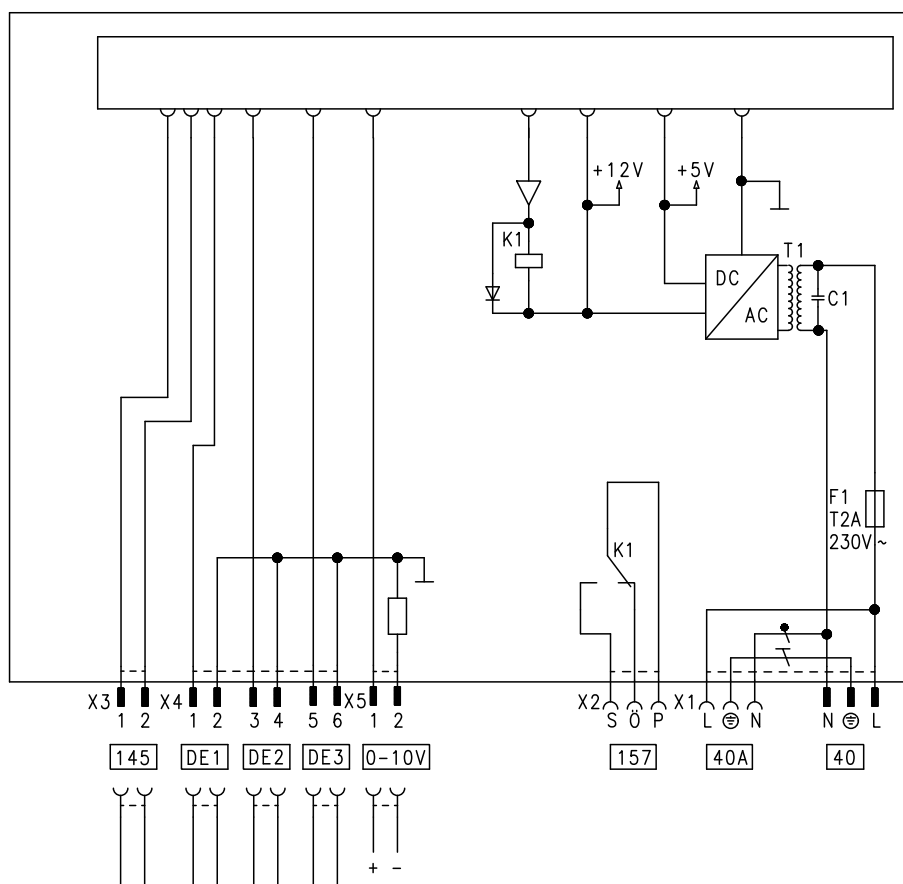 +12V
+5V
K1
T1
DC
AC
C1
F1
T2A
230V~
K1
X3 X4 X5 X2 X1
1 2 1 2 3 4 5 6 1 2 S Ö P L N N L
145 DE1 DE2 DE3 0-10V 157 40A 40
+ -